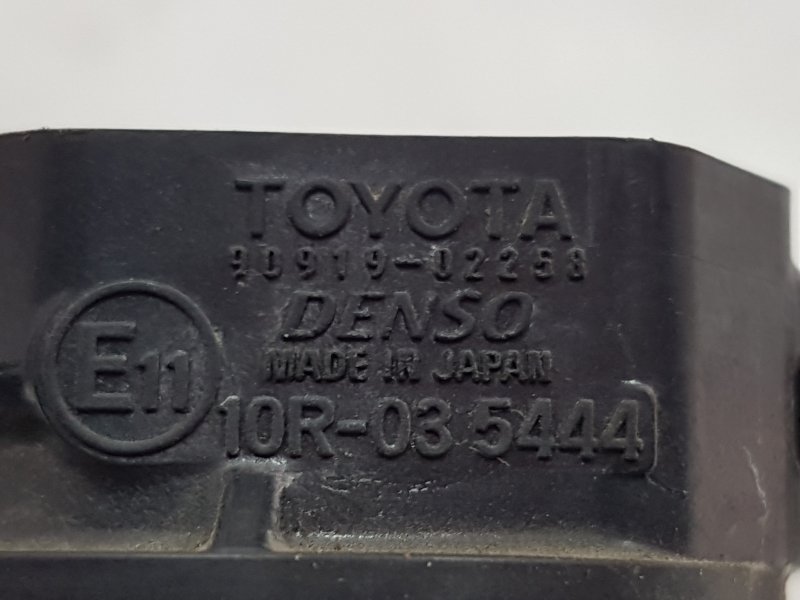 TOYOTA
90919-02258
DENSO
MADE IN JAPAN
E11
10R-03 5444